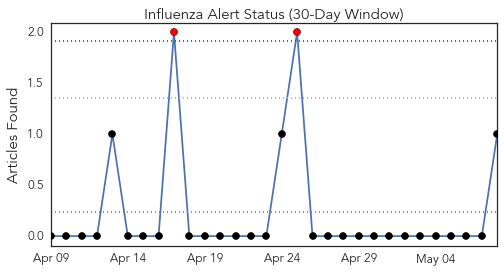 Influenza Alert Status (30-Day Window)
Articles Found
2.0
1.5
1.0
0.5
0.0
Apr 09 Apr 14 Apr 19 Apr 24 Apr 29 May 04